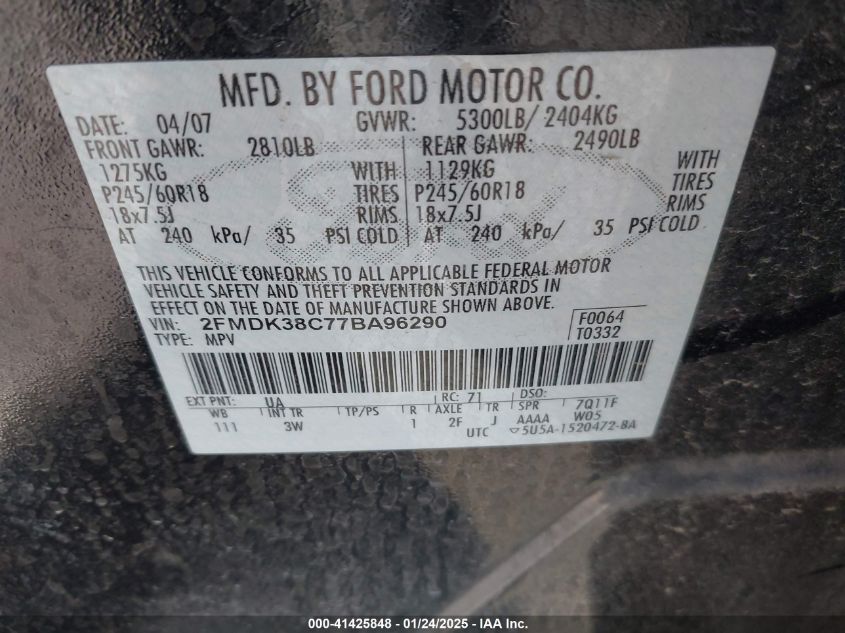 MFD. BY FORD MOTOR CO.
DATE: 04/07 GVWR: 5300LB/ 2404KG
FRONT GAWR: 2810LB REAR GAWR: 2490LB
1275KG WITH 1129KG WITH
P245/60R18 TIRES P245/60R18 TIRES
18x7.5J RIMS 18x7.5J RIMS
AT 240 kPa/ 35 PSI COLD AT 240 kPa/ 35 PSI COLD
THIS VEHICLE CONFORMS TO ALL APPLICABLE FEDERAL MOTOR
VEHICLE SAFETY AND THEFT PREVENTION STANDARDS IN
EFFECT ON THE DATE OF MANUFACTURE SHOWN ABOVE.
VIN: 2FMDK38C77BA96290 F0064
TYPE: MPV T0332
EXT PNT: UA RC: 71 DSO:
WB INT TR TP/PS R AXLE TR SPR 7Q11F
111 3W 1 2F J AAAA W05
UTC ▽5U5A-1520472-BA
000-41425848 - 01/24/2025 - IAA Inc.